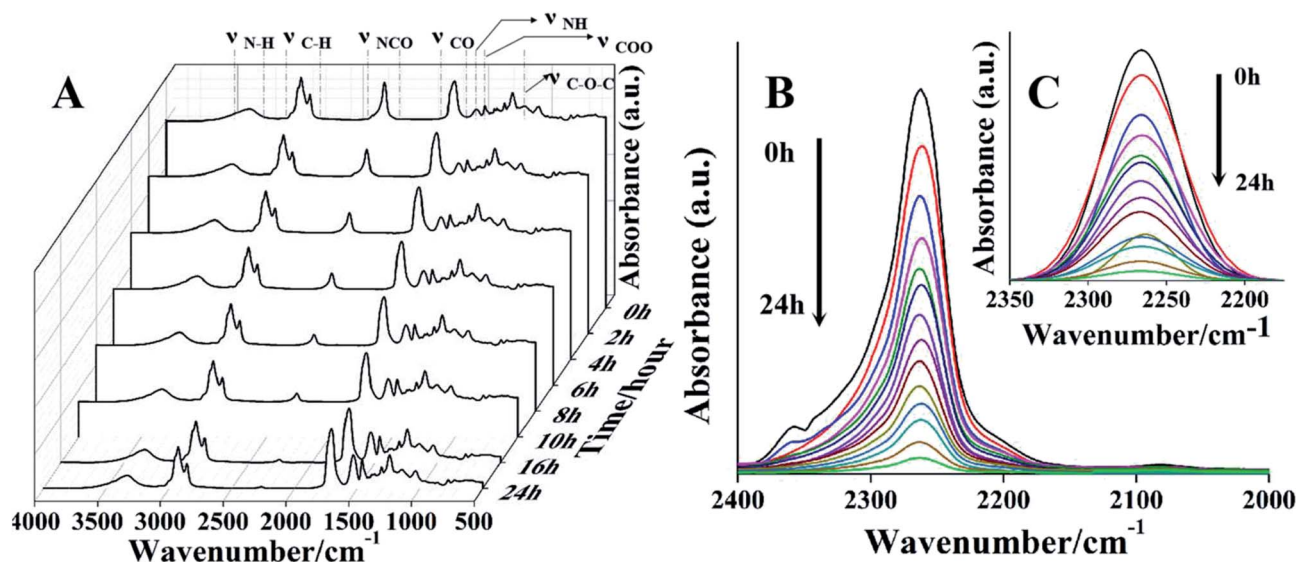 A
ν N-H
ν C-H
ν NCO
ν CO
ν NH
ν COO
ν C-O-C
Absorbance (a.u.)
0h
2h
4h
6h
8h
10h
16h
24h
Time/hour
4000 3500 3000 2500 2000 1500 1000 500
Wavenumber/cm-1
B
0h
24h
Absorbance (a.u.)
2400 2300 2200 2100 2000
Wavenumber/cm-1
C
0h
24h
Absorbance (a.u.)
2350 2300 2250 2200
Wavenumber/cm-1